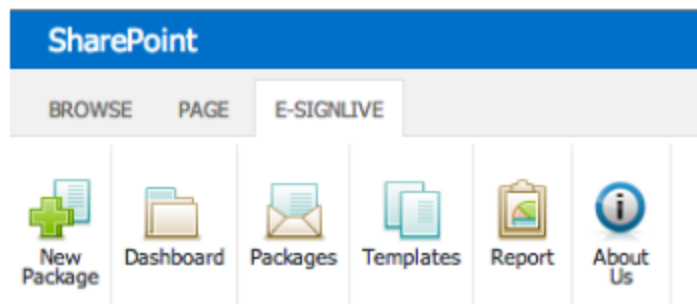 SharePoint
BROWSE PAGE E-SIGNLIVE
New Package Dashboard Packages Templates Report About Us